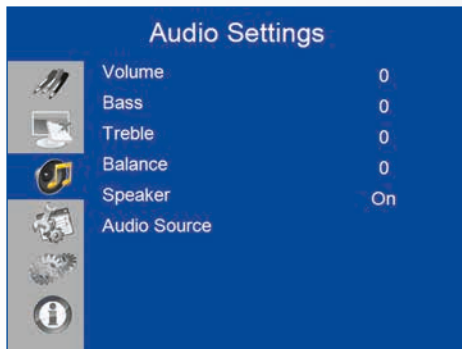 Audio Settings
Volume 0
Bass 0
Treble 0
Balance 0
Speaker On
Audio Source